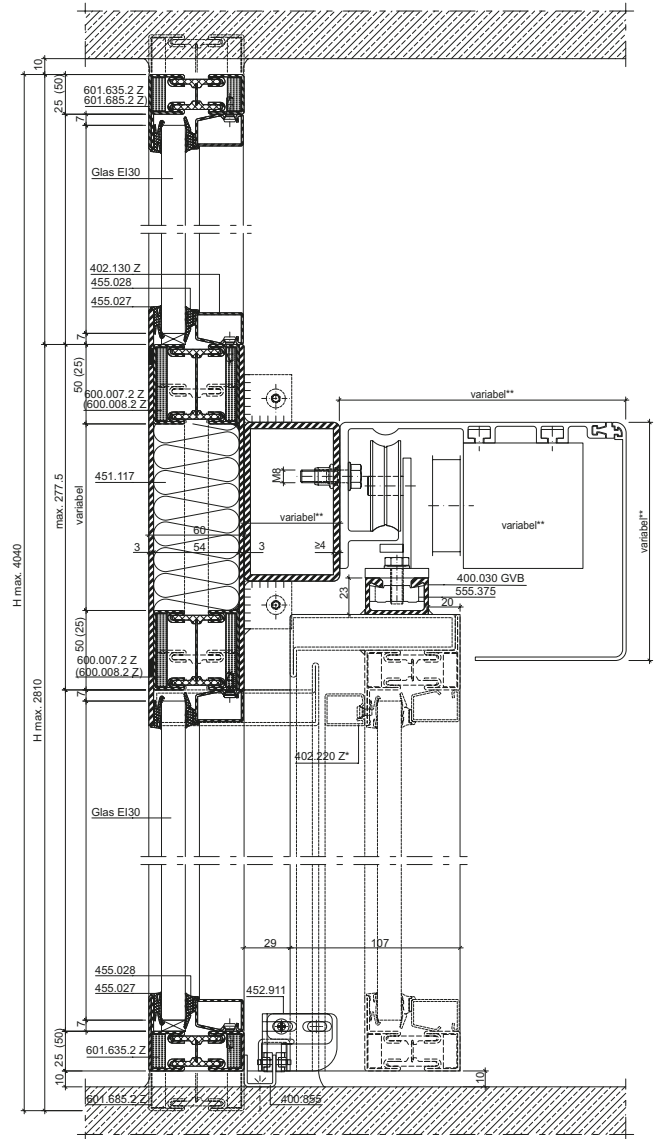 10
25 (50)
601.635.2 Z
601.685.2 Z
7
Glas EI30
402.130 Z
455.028
455.027
7
50 (25)
600.007.2 Z
(600.008.2 Z)
variabel**
M8
451.117
max. 277.5
variabel
variabel**
variabel**
variabel**
60
3
54
3
≥4
400.030 GVB
555.375
20
23
H max. 4040
50 (25)
600.007.2 Z
(600.008.2 Z)
7
H max. 2810
402.220 Z*
Glas EI30
29
107
455.028
455.027
452.911
7
25 (50)
601.635.2 Z
10
601.685.2 Z
400.855
10